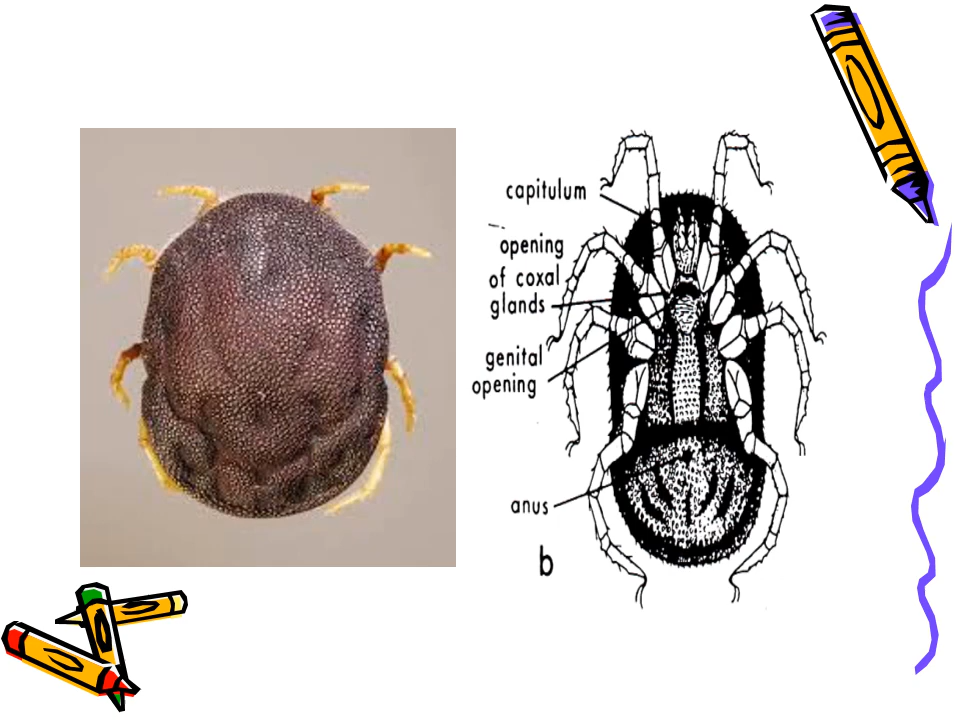 capitulum
opening
of coxal
glands
genital
opening
anus
b